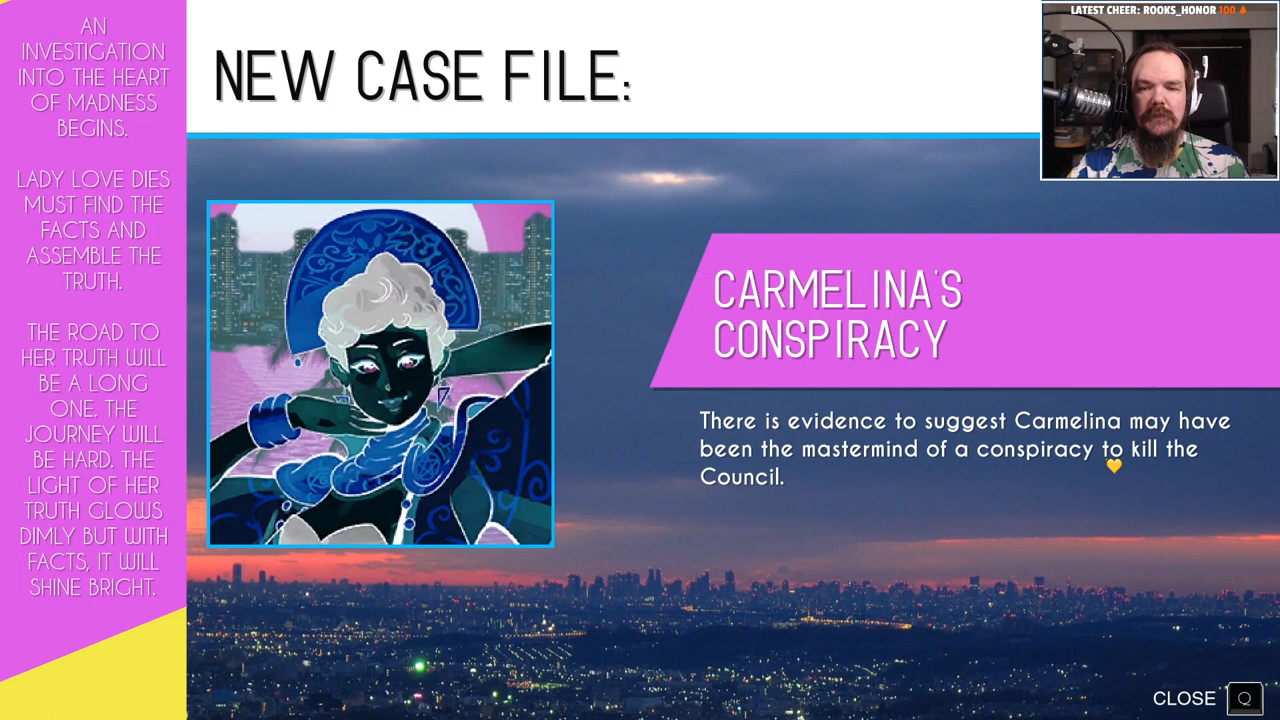 AN
INVESTIGATION
INTO THE HEART
OF MADNESS
BEGINS.
LADY LOVE DIES
MUST FIND THE
FACTS AND
ASSEMBLE THE
TRUTH.
THE ROAD TO
HER TRUTH WILL
BE A LONG
ONE. THE
JOURNEY WILL
BE HARD. THE
LIGHT OF HER
TRUTH GLOWS
DIMLY BUT WITH
FACTS, IT WILL
SHINE BRIGHT.
NEW CASE FILE:
LATEST CHEER: ROOKS_HONOR 100
CARMELINA'S
CONSPIRACY
There is evidence to suggest Carmelina may have
been the mastermind of a conspiracy to kill the
Council.
CLOSE Q